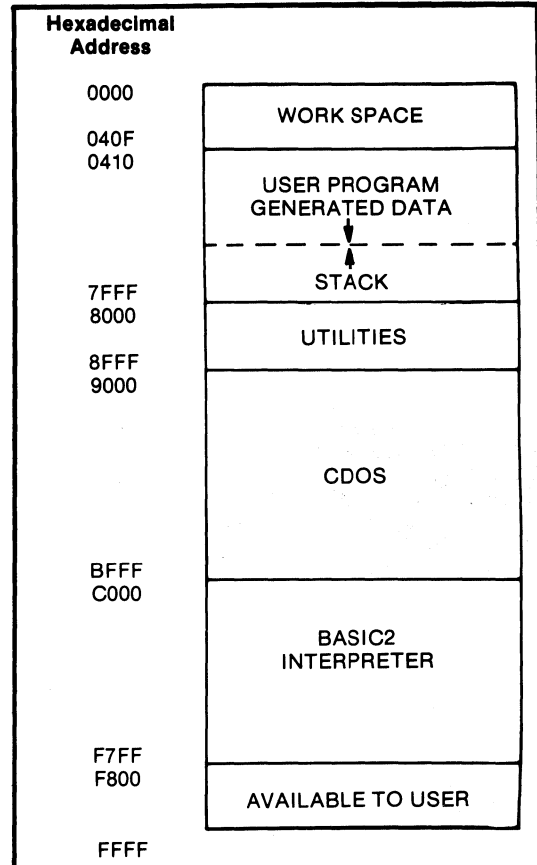 Hexadecimal
Address
0000
WORK SPACE
040F
0410
USER PROGRAM
GENERATED DATA
STACK
7FFF
8000
UTILITIES
8FFF
9000
CDOS
BFFF
C000
BASIC2
INTERPRETER
F7FF
F800
AVAILABLE TO USER
FFFF